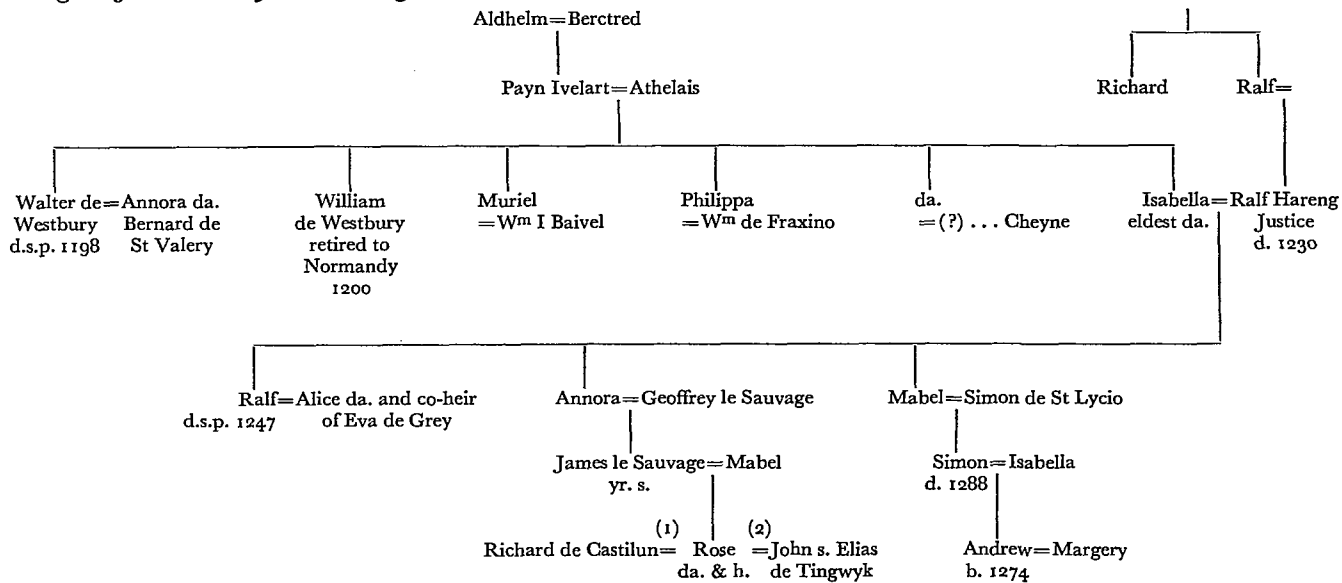 Aldhelm=Berctred
Payn Ivelart=Athelais
Richard Ralf=
Walter de=Annora da. William Muriel Philippa da. Isabella=Ralf Hareng
Westbury Bernard de de Westbury =Wm I Baivel =Wm de Fraxino =(?) ... Cheyne eldest da. Justice
d.s.p. 1198 St Valery retired to d. 1230
Normandy
1200
Ralf=Alice da. and co-heir Annora=Geoffrey le Sauvage Mabel=Simon de St Lycio
d.s.p. 1247 of Eva de Grey
James le Sauvage=Mabel Simon=Isabella
yr. s. d. 1288
(1) (2)
Richard de Castilun= Rose =John s. Elias Andrew=Margery
da. & h. de Tingwyk b. 1274